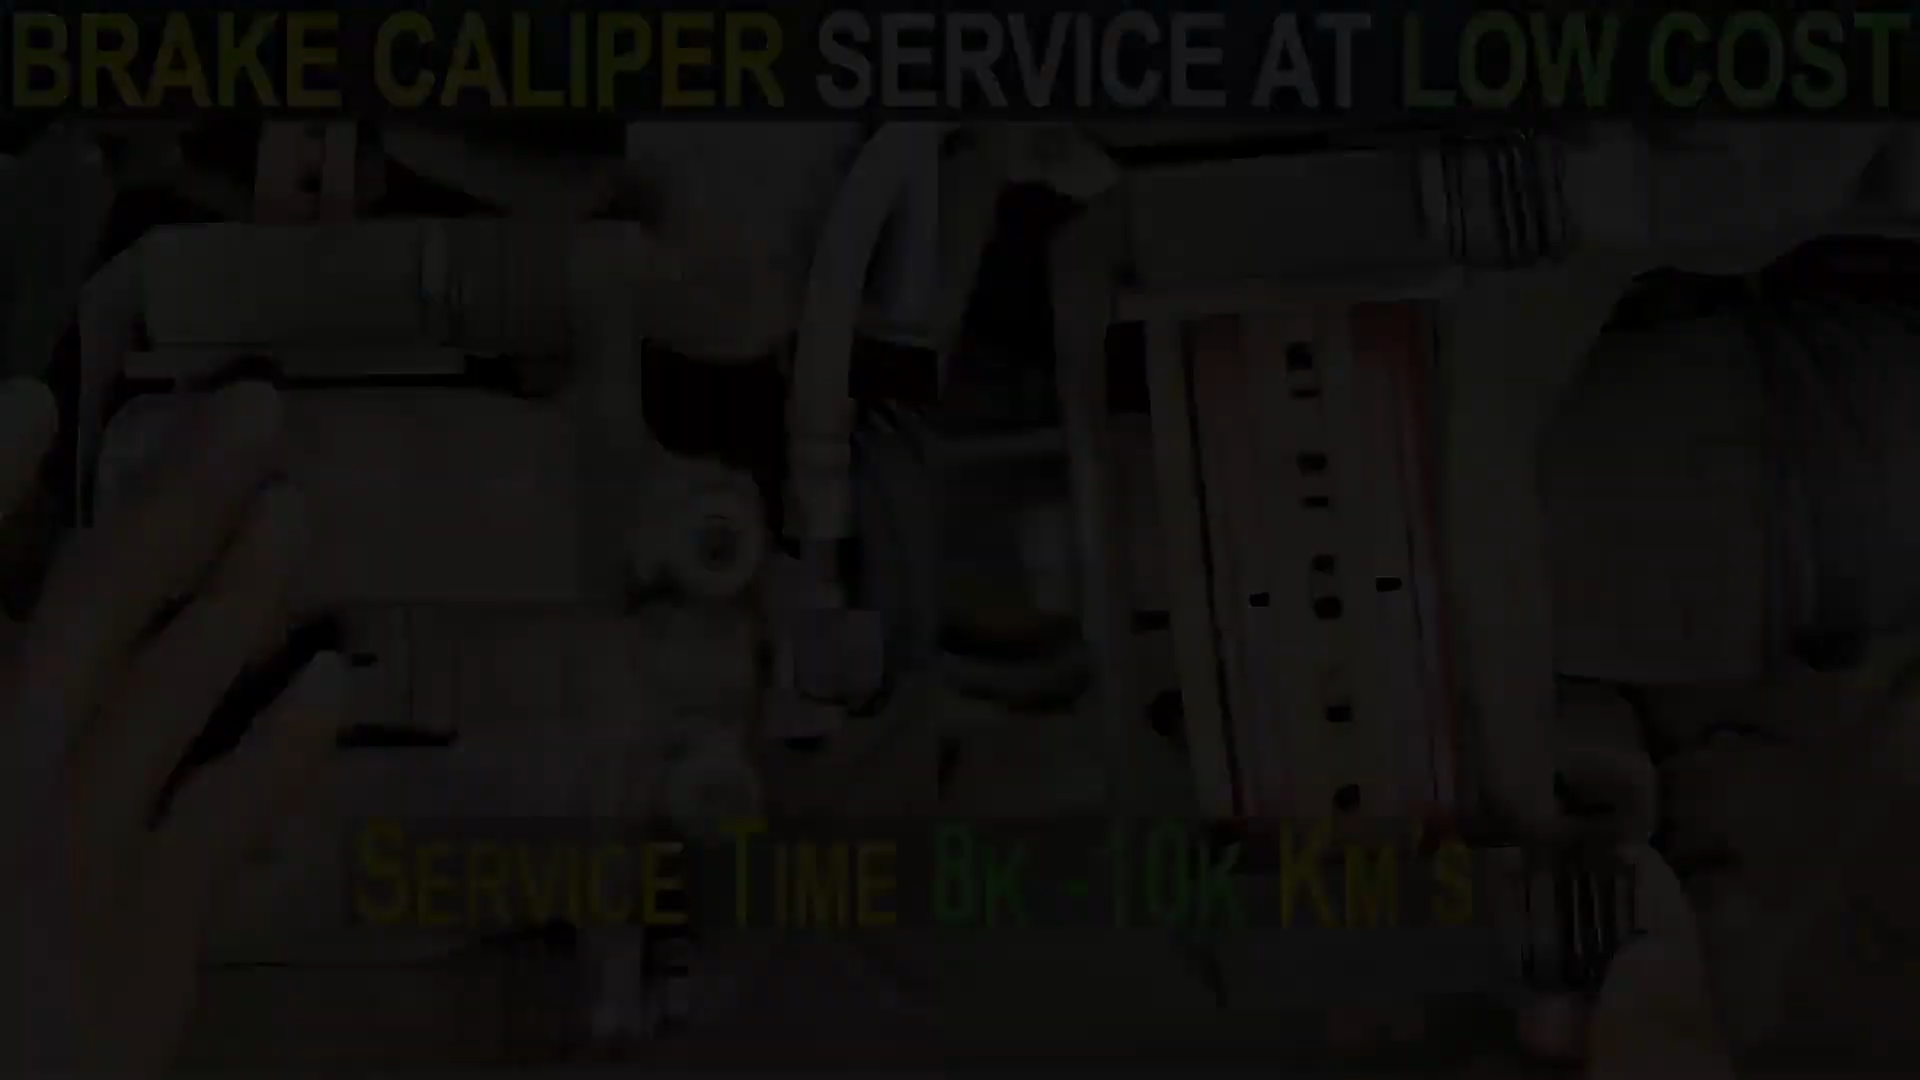 BRAKE CALIPER SERVICE AT LOW COST
SERVICE TIME 8K -10K KM'S